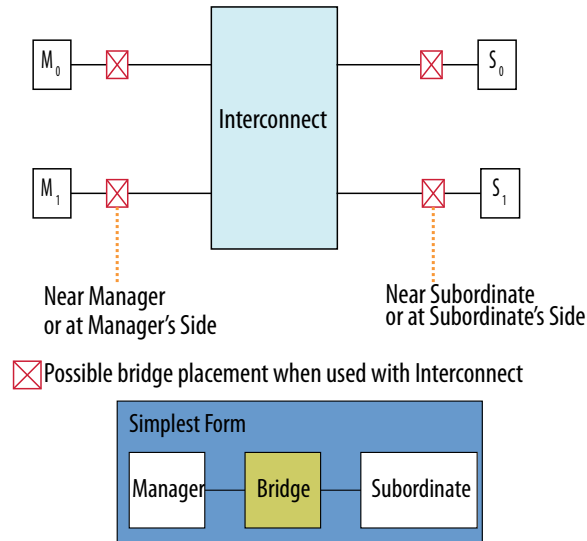 M0
S0
Interconnect
M1
S1
Near Manager
or at Manager's Side
Near Subordinate
or at Subordinate's Side
Possible bridge placement when used with Interconnect
Simplest Form
Manager
Bridge
Subordinate